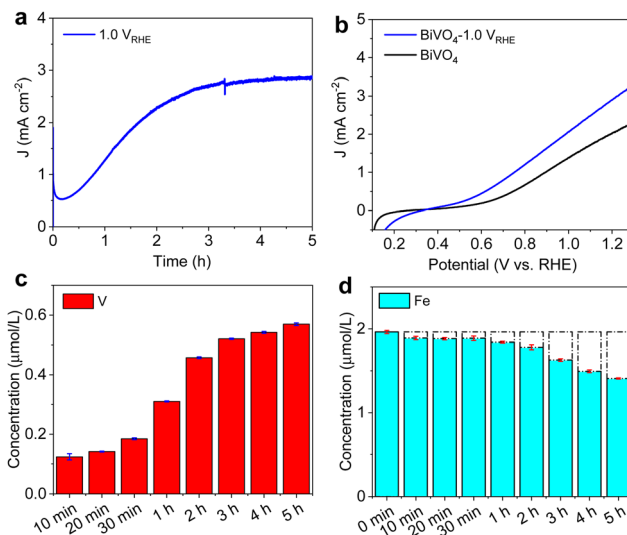 a
1.0 V_RHE
J (mA cm⁻²)
4
3
2
1
0
0 1 2 3 4 5
Time (h)
b
BiVO₄-1.0 V_RHE
BiVO₄
J (mA cm⁻²)
5
4
3
2
1
0
0.2 0.4 0.6 0.8 1.0 1.2
Potential (V vs. RHE)
c
V
Concentration (μmol/L)
0.6
0.4
0.2
0.0
10 min 20 min 30 min 1 h 2 h 3 h 4 h 5 h
d
Fe
Concentration (μmol/L)
2
1
0
0 min 10 min 20 min 30 min 1 h 2 h 3 h 4 h 5 h